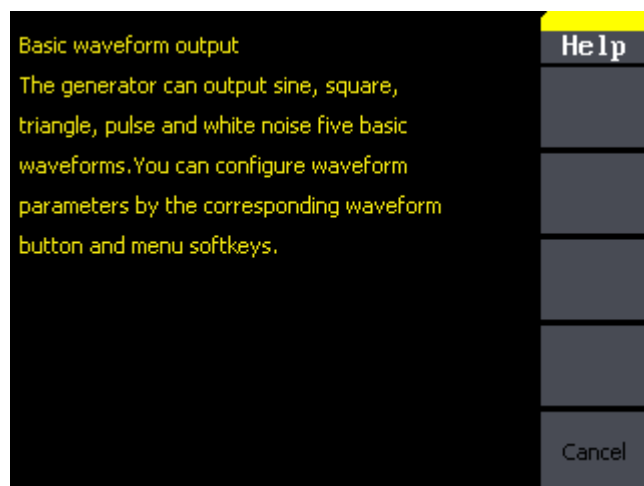 Basic waveform output
Help
The generator can output sine, square,
triangle, pulse and white noise five basic
waveforms.You can configure waveform
parameters by the corresponding waveform
button and menu softkeys.
Cancel